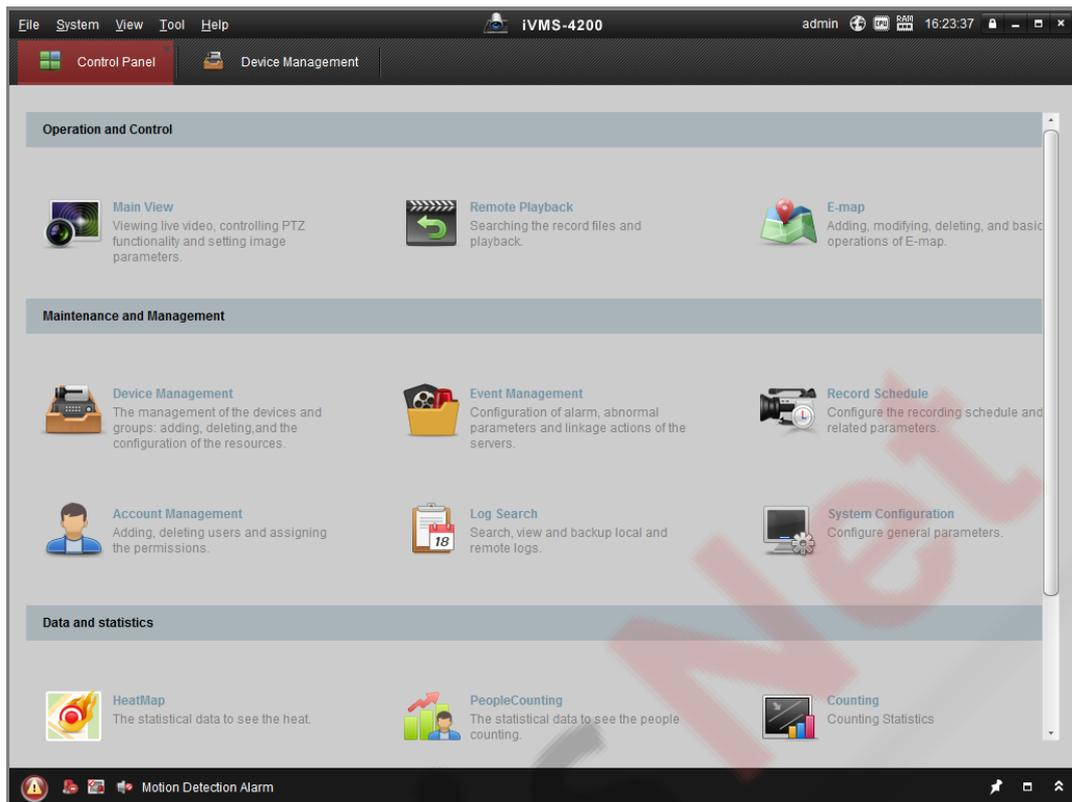 File System View Tool Help iVMS-4200 admin CPU RAM 16:23:37
Control Panel Device Management
Operation and Control
Main View
Viewing live video, controlling PTZ
functionality and setting image
parameters.
Remote Playback
Searching the record files and
playback.
E-map
Adding, modifying, deleting, and basic
operations of E-map.
Maintenance and Management
Device Management
The management of the devices and
groups: adding, deleting,and the
configuration of the resources.
Event Management
Configuration of alarm, abnormal
parameters and linkage actions of the
servers.
Record Schedule
Configure the recording schedule and
related parameters.
Account Management
Adding, deleting users and assigning
the permissions.
18
Log Search
Search, view and backup local and
remote logs.
System Configuration
Configure general parameters.
Data and statistics
HeatMap
The statistical data to see the heat.
PeopleCounting
The statistical data to see the people
counting.
Counting
Counting Statistics
Motion Detection Alarm
Net